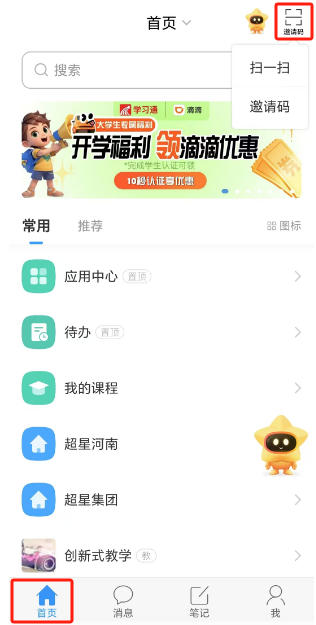 首页
邀请码
扫一扫
邀请码
搜索
学习通 滴滴
大学生专属福利
开学福利 领滴滴优惠
*完成学生认证可领
10秒认证享优惠
常用 推荐 图标
应用中心 置顶
待办 置顶
我的课程
超星河南
超星集团
创新式教学 教
首页 消息 笔记 我